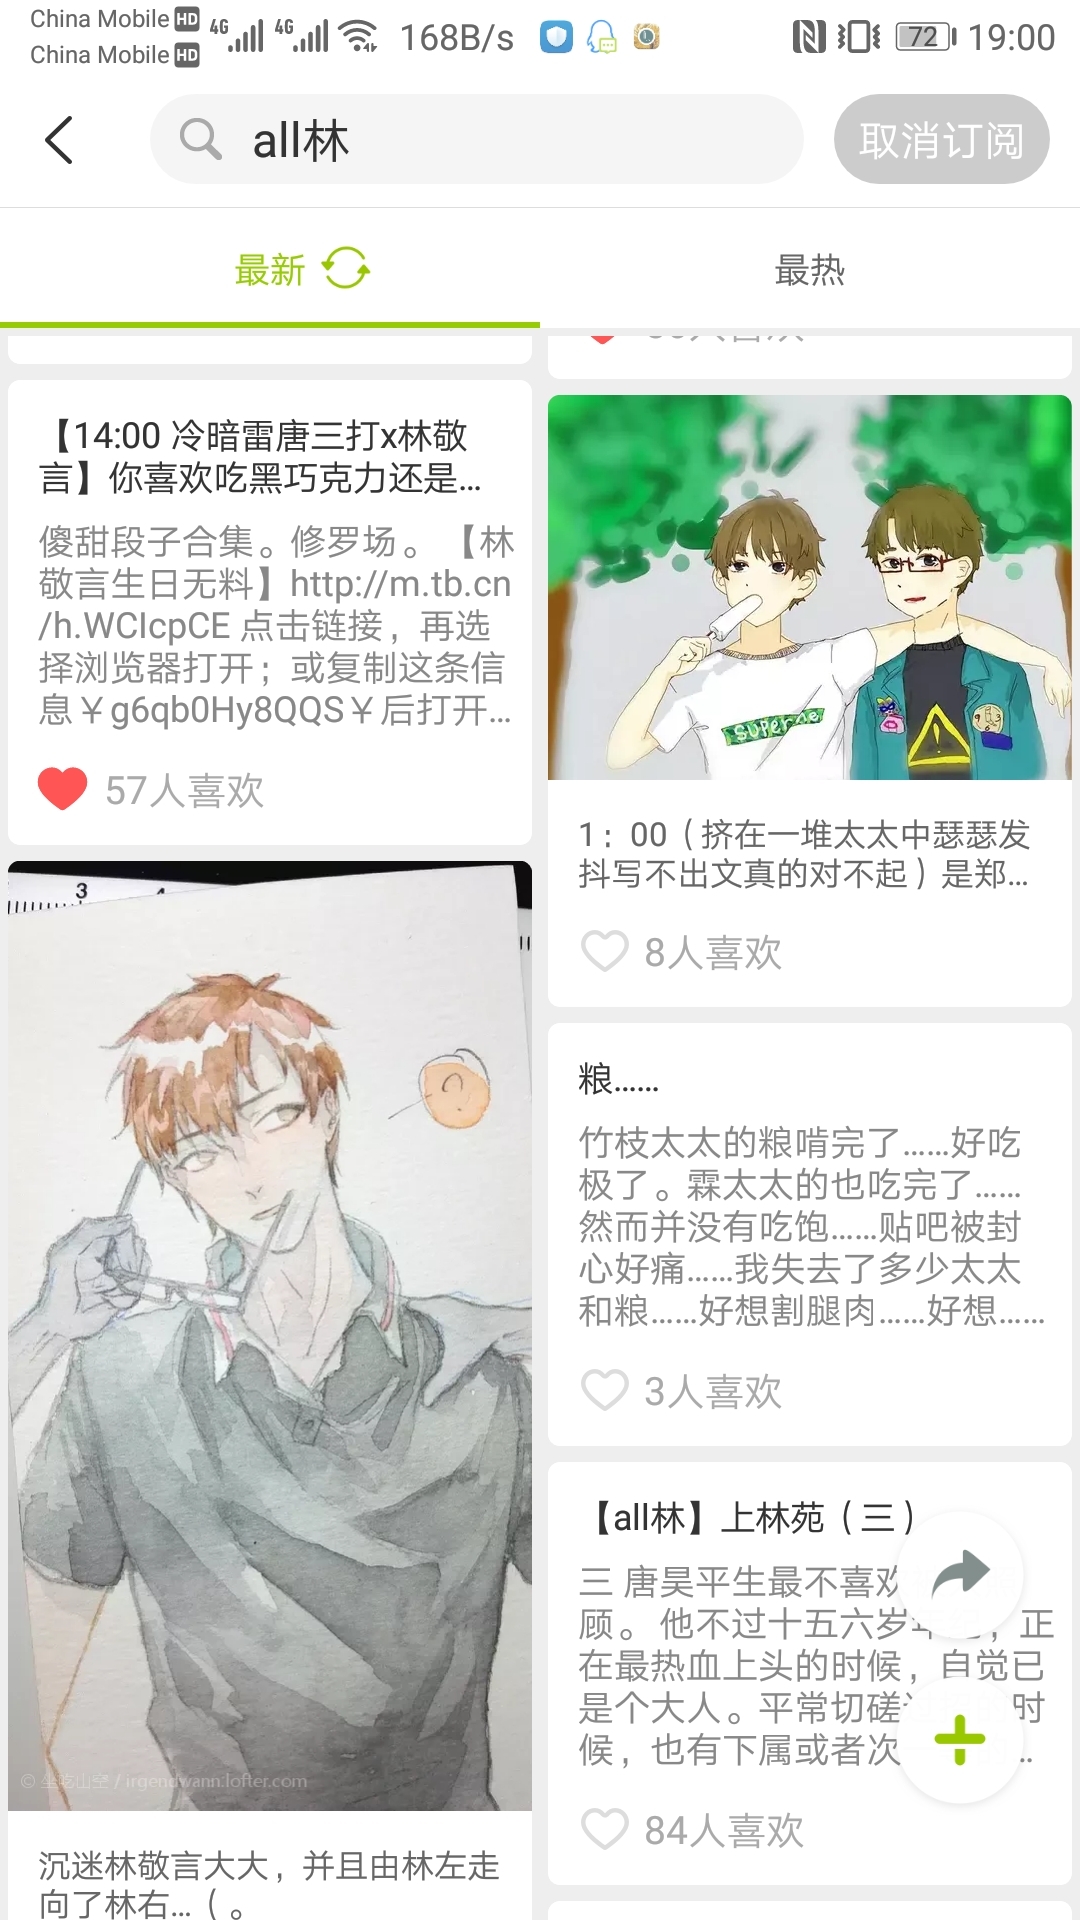 China Mobile HD
China Mobile HD
4G
4G
168B/s
72
19:00
all林
取消订阅
最新
最热
【14:00 冷暗雷唐三打x林敬
言】你喜欢吃黑巧克力还是...
傻甜段子合集。修罗场。【林
敬言生日无料】http://m.tb.cn
/h.WCIcpCE 点击链接，再选
择浏览器打开；或复制这条信
息￥g6qb0Hy8QQS￥后打开...
57人喜欢
3
© 坐吃山空 / irgendwann.lofter.com
沉迷林敬言大大，并且由林左走
向了林右...（。
superme
1：00（挤在一堆太太中瑟瑟发
抖写不出文真的对不起）是郑...
8人喜欢
粮......
竹枝太太的粮啃完了......好吃
极了。霖太太的也吃完了......
然而并没有吃饱......贴吧被封
心好痛......我失去了多少太太
和粮......好想割腿肉......好想......
3人喜欢
【all林】上林苑（三）
三 唐昊平生最不喜欢
顾。他不过十五六岁年纪，正
在最热血上头的时候，自觉已
是个大人。平常切磋 时
候，也有下属或者次 ...
84人喜欢